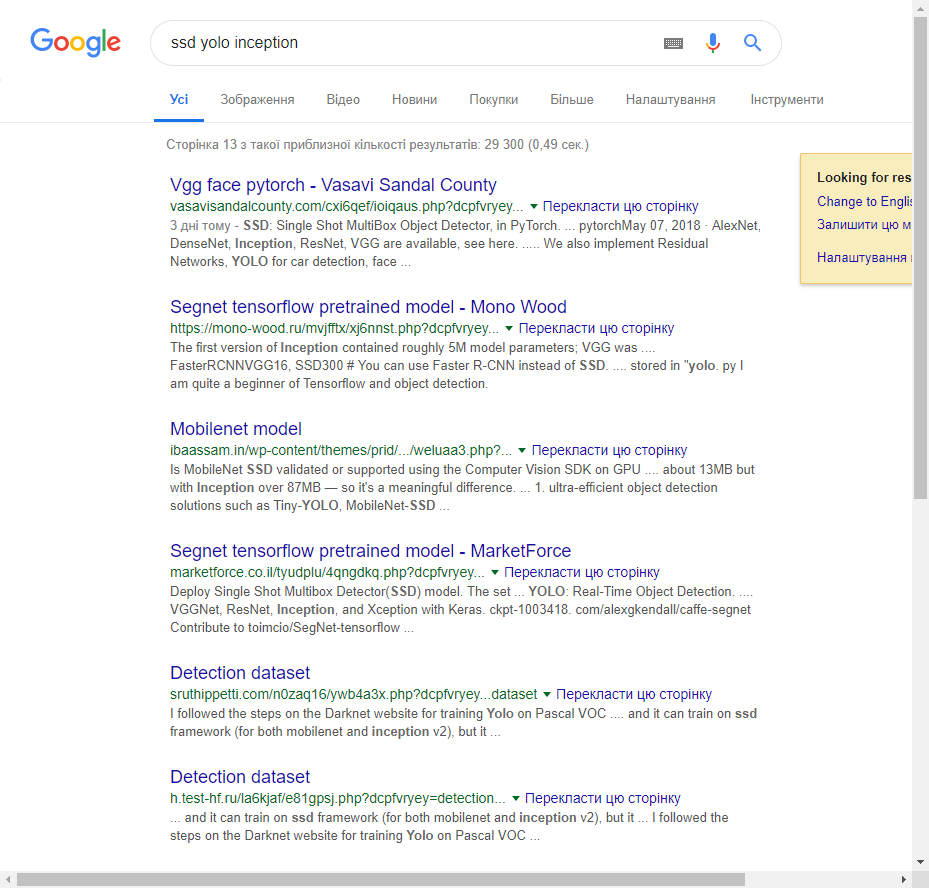 Google
ssd yolo inception
Усі Зображення Відео Новини Покупки Більше Налаштування Інструменти
Сторінка 13 з такої приблизної кількості результатів: 29 300 (0,49 сек.)
Looking for res
Change to Englis
Залишити цю м
Налаштування
Vgg face pytorch - Vasavi Sandal County
vasavisandalcounty.com/cxi6qef/ioiqaus.php?dcpfvryey... ▼ Перекласти цю сторінку
3 дні тому - SSD: Single Shot MultiBox Object Detector, in PyTorch. ... pytorchMay 07, 2018 · AlexNet,
DenseNet, Inception, ResNet, VGG are available, see here. ..... We also implement Residual
Networks, YOLO for car detection, face ...
Segnet tensorflow pretrained model - Mono Wood
https://mono-wood.ru/mvjfftx/xj6nnst.php?dcpfvryey... ▼ Перекласти цю сторінку
The first version of Inception contained roughly 5M model parameters; VGG was ....
FasterRCNNVGG16, SSD300 # You can use Faster R-CNN instead of SSD. .... stored in "yolo. py I
am quite a beginner of Tensorflow and object detection.
Mobilenet model
ibaassam.in/wp-content/themes/prid/.../weluaa3.php?... ▼ Перекласти цю сторінку
Is MobileNet SSD validated or supported using the Computer Vision SDK on GPU .... about 13MB but
with Inception over 87MB — so it's a meaningful difference. ... 1. ultra-efficient object detection
solutions such as Tiny-YOLO, MobileNet-SSD ...
Segnet tensorflow pretrained model - MarketForce
marketforce.co.il/tyudplu/4qngdkq.php?dcpfvryey... ▼ Перекласти цю сторінку
Deploy Single Shot Multibox Detector(SSD) model. The set ... YOLO: Real-Time Object Detection. ....
VGGNet, ResNet, Inception, and Xception with Keras. ckpt-1003418. com/alexgkendall/caffe-segnet
Contribute to toimcio/SegNet-tensorflow ...
Detection dataset
sruthippetti.com/n0zaq16/ywb4a3x.php?dcpfvryey...dataset ▼ Перекласти цю сторінку
I followed the steps on the Darknet website for training Yolo on Pascal VOC .... and it can train on ssd
framework (for both mobilenet and inception v2), but it ...
Detection dataset
h.test-hf.ru/la6kjaf/e81gpsj.php?dcpfvryey=detection... ▼ Перекласти цю сторінку
... and it can train on ssd framework (for both mobilenet and inception v2), but it ... I followed the
steps on the Darknet website for training Yolo on Pascal VOC ...